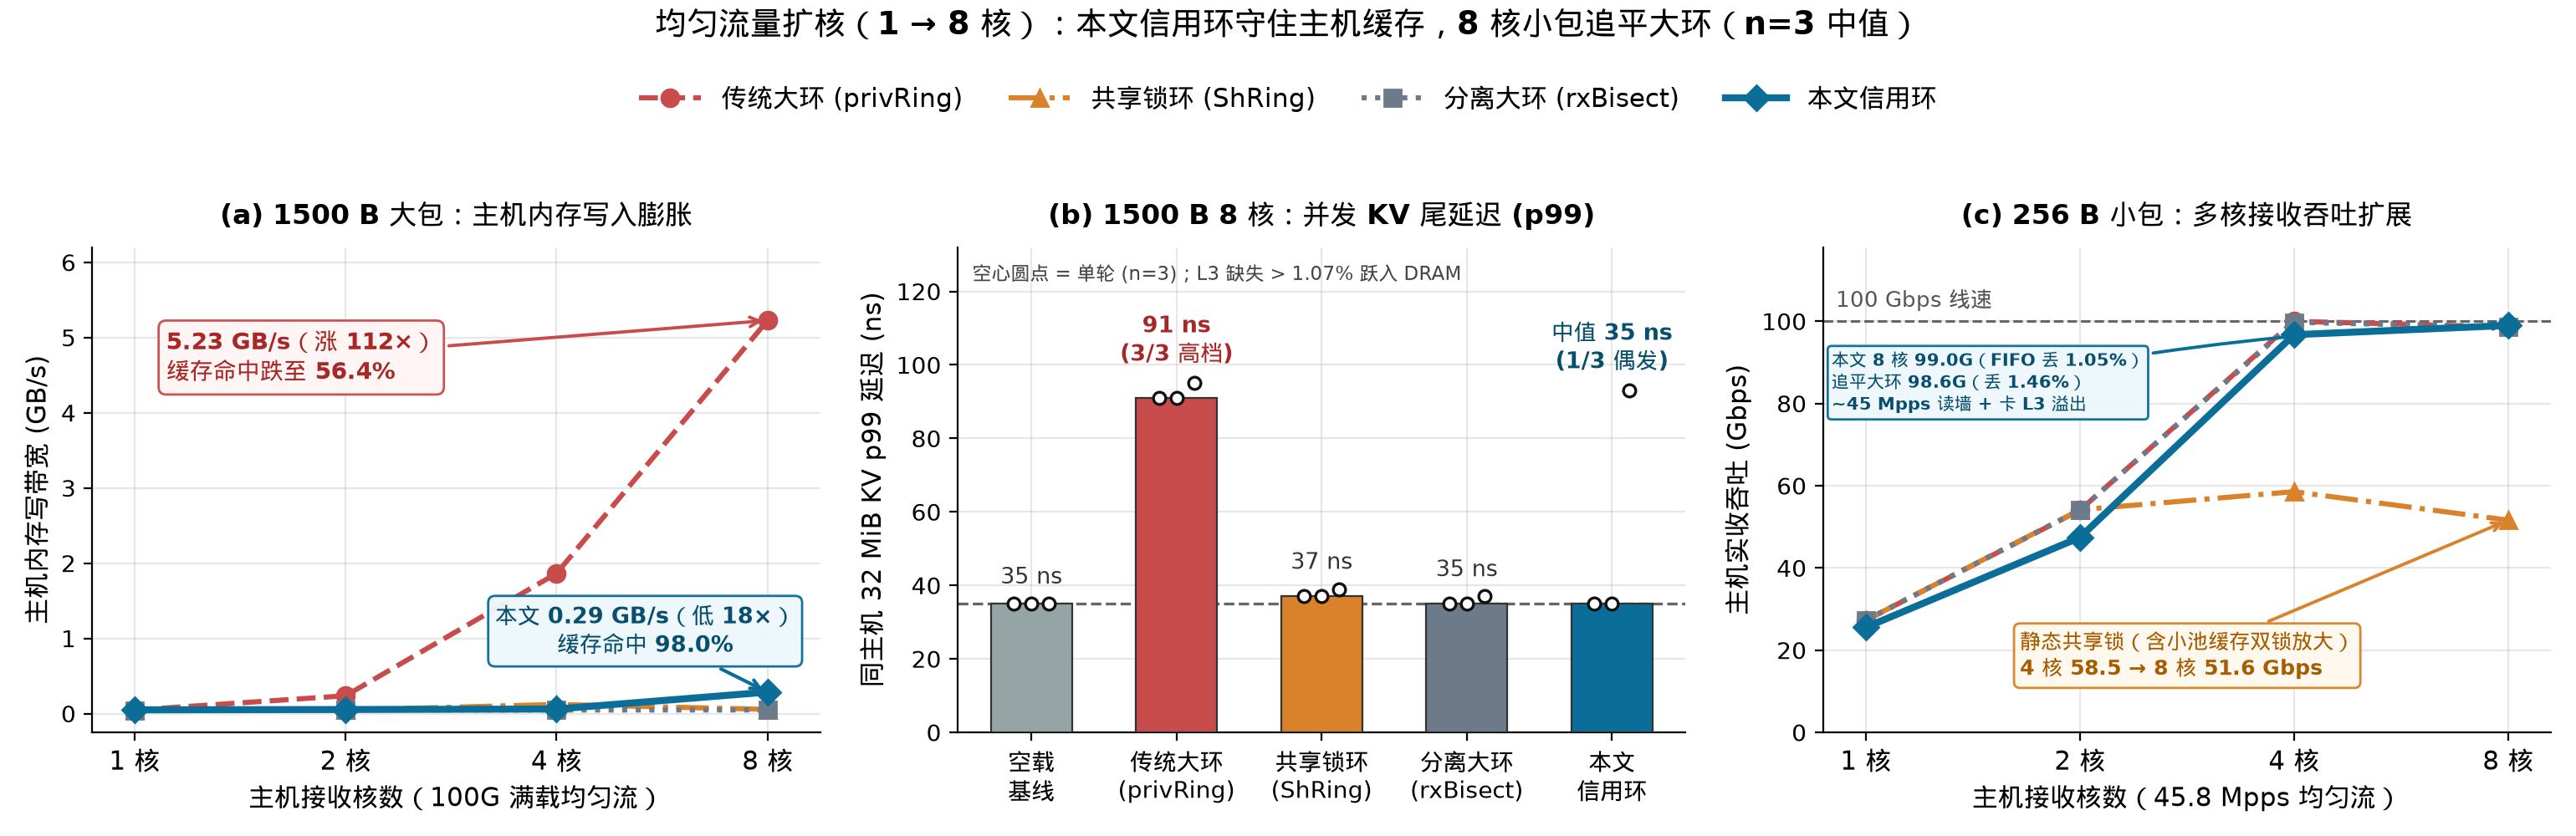 均匀流量扩核（1 → 8 核）：本文信用环守住主机缓存，8 核小包追平大环（n=3 中值）
传统大环 (privRing)
共享锁环 (ShRing)
分离大环 (rxBisect)
本文信用环
(a) 1500 B 大包：主机内存写入膨胀
主机内存写带宽 (GB/s)
6
5
4
3
2
1
0
5.23 GB/s（涨 112×）
缓存命中跌至 56.4%
本文 0.29 GB/s（低 18×）
缓存命中 98.0%
1 核
2 核
4 核
8 核
主机接收核数（100G 满载均匀流）
(b) 1500 B 8 核：并发 KV 尾延迟 (p99)
同主机 32 MiB KV p99 延迟 (ns)
120
100
80
60
40
20
0
空心圆点 = 单轮 (n=3)；L3 缺失 > 1.07% 跃入 DRAM
35 ns
91 ns
(3/3 高档)
37 ns
35 ns
中值 35 ns
(1/3 偶发)
空载
基线
传统大环
(privRing)
共享锁环
(ShRing)
分离大环
(rxBisect)
本文
信用环
(c) 256 B 小包：多核接收吞吐扩展
主机实收吞吐 (Gbps)
100
80
60
40
20
0
100 Gbps 线速
本文 8 核 99.0G（FIFO 丢 1.05%）
追平大环 98.6G（丢 1.46%）
~45 Mpps 读墙 + 卡 L3 溢出
静态共享锁（含小池缓存双锁放大）
4 核 58.5 → 8 核 51.6 Gbps
1 核
2 核
4 核
8 核
主机接收核数（45.8 Mpps 均匀流）